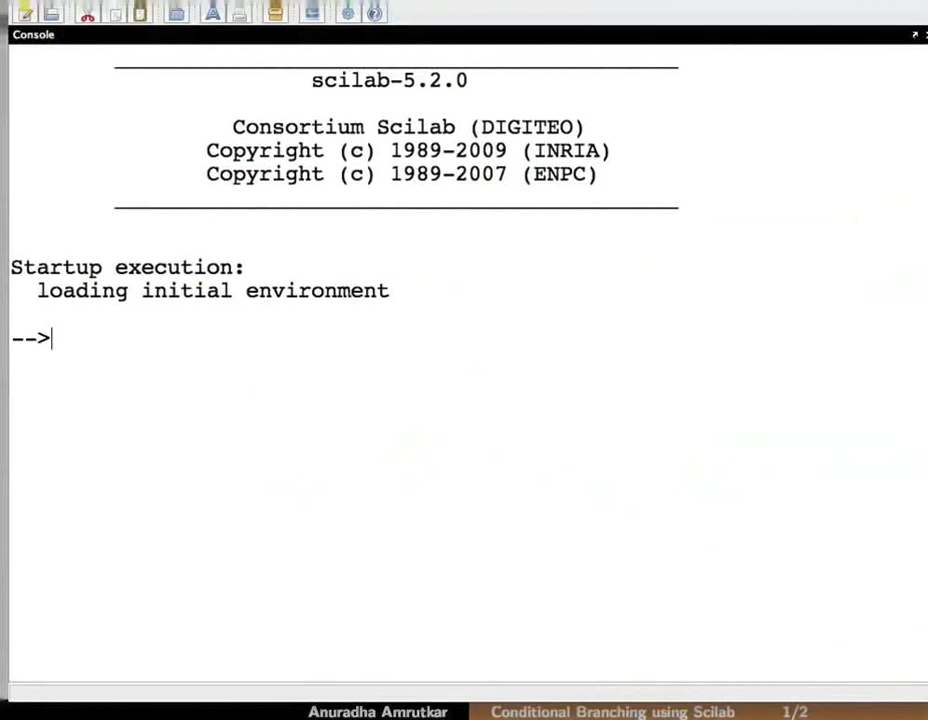 Console
scilab-5.2.0
Consortium Scilab (DIGITEO)
Copyright (c) 1989-2009 (INRIA)
Copyright (c) 1989-2007 (ENPC)
Startup execution:
loading initial environment
-->
Anuradha Amrutkar Conditional Branching using Scilab 1/2